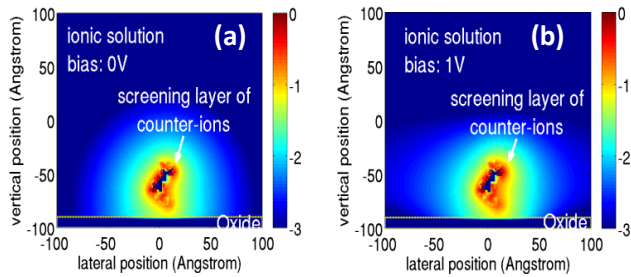 (a)
ionic solution
bias: 0V
screening layer of
counter-ions
Oxide
vertical position (Angstrom)
100
50
0
-50
-100
-100 -50 0 50 100
lateral position (Angstrom)
0
-1
-2
-3
(b)
ionic solution
bias: 1V
screening layer of
counter-ions
Oxide
vertical position (Angstrom)
100
50
0
-50
-100
-100 -50 0 50 100
lateral position (Angstrom)
0
-1
-2
-3